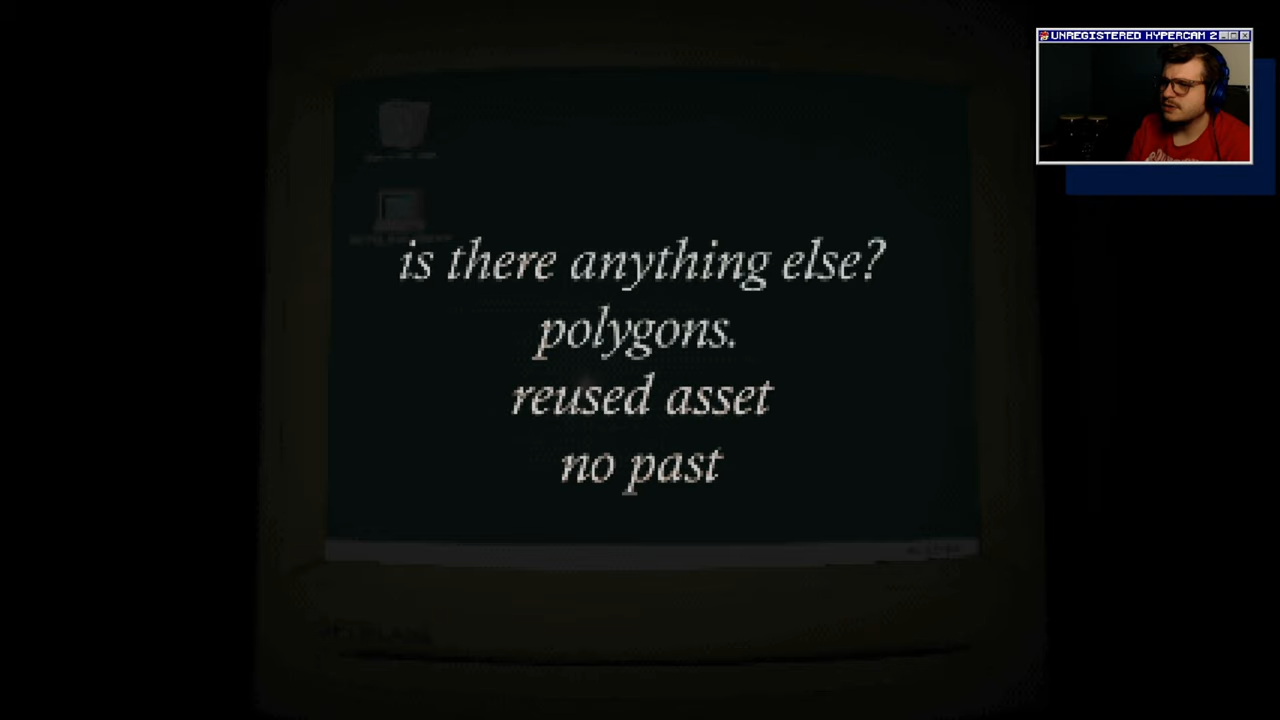 UNREGISTERED HYPERCAM 2
is there anything else?
polygons.
reused asset
no past